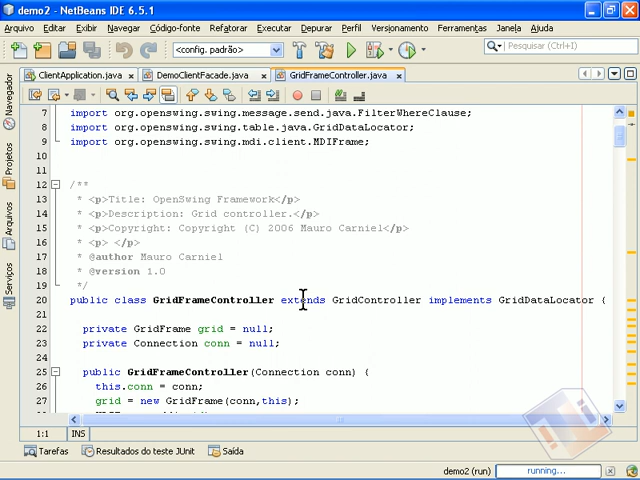 demo2 - NetBeans IDE 6.5.1
Arquivo Editar Exibir Navegar Código-fonte Refatorar Executar Depurar Perfil Versionamento Ferramentas Janela Ajuda
<config. padrão>
Pesquisar (Ctrl+I)
ClientApplication.java × DemoClientFacade.java × GridFrameController.java ×
Navegador
Projetos
Arquivos
Serviços
7 import org.openswing.swing.message.send.java.FilterWhereClause;
8 import org.openswing.swing.table.java.GridDataLocator;
9 import org.openswing.swing.mdi.client.MDIFrame;
10
11
12 /**
13 * <p>Title: OpenSwing Framework</p>
14 * <p>Description: Grid controller.</p>
15 * <p>Copyright: Copyright (C) 2006 Mauro Carniel</p>
16 * <p> </p>
17 * @author Mauro Carniel
18 * @version 1.0
19 */
20 public class GridFrameController extends GridController implements GridDataLocator {
21
22 private GridFrame grid = null;
23 private Connection conn = null;
24
25 public GridFrameController(Connection conn) {
26 this.conn = conn;
27 grid = new GridFrame(conn,this);
1:1 INS
Tarefas Resultados do teste JUnit Saída
demo2 (run) running...